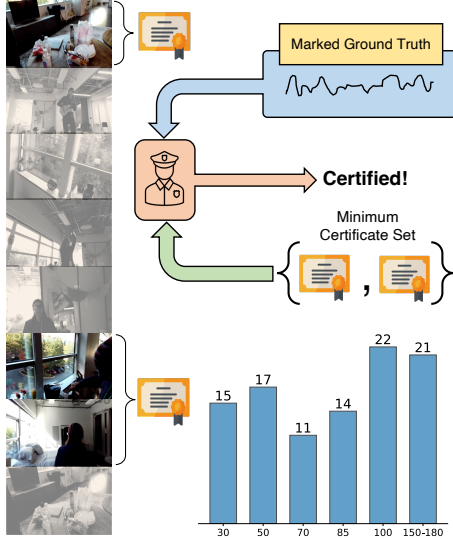 Marked Ground Truth
Certified!
Minimum
Certificate Set
{ , }
22
21
17
15
14
11
30 50 70 85 100 150-180